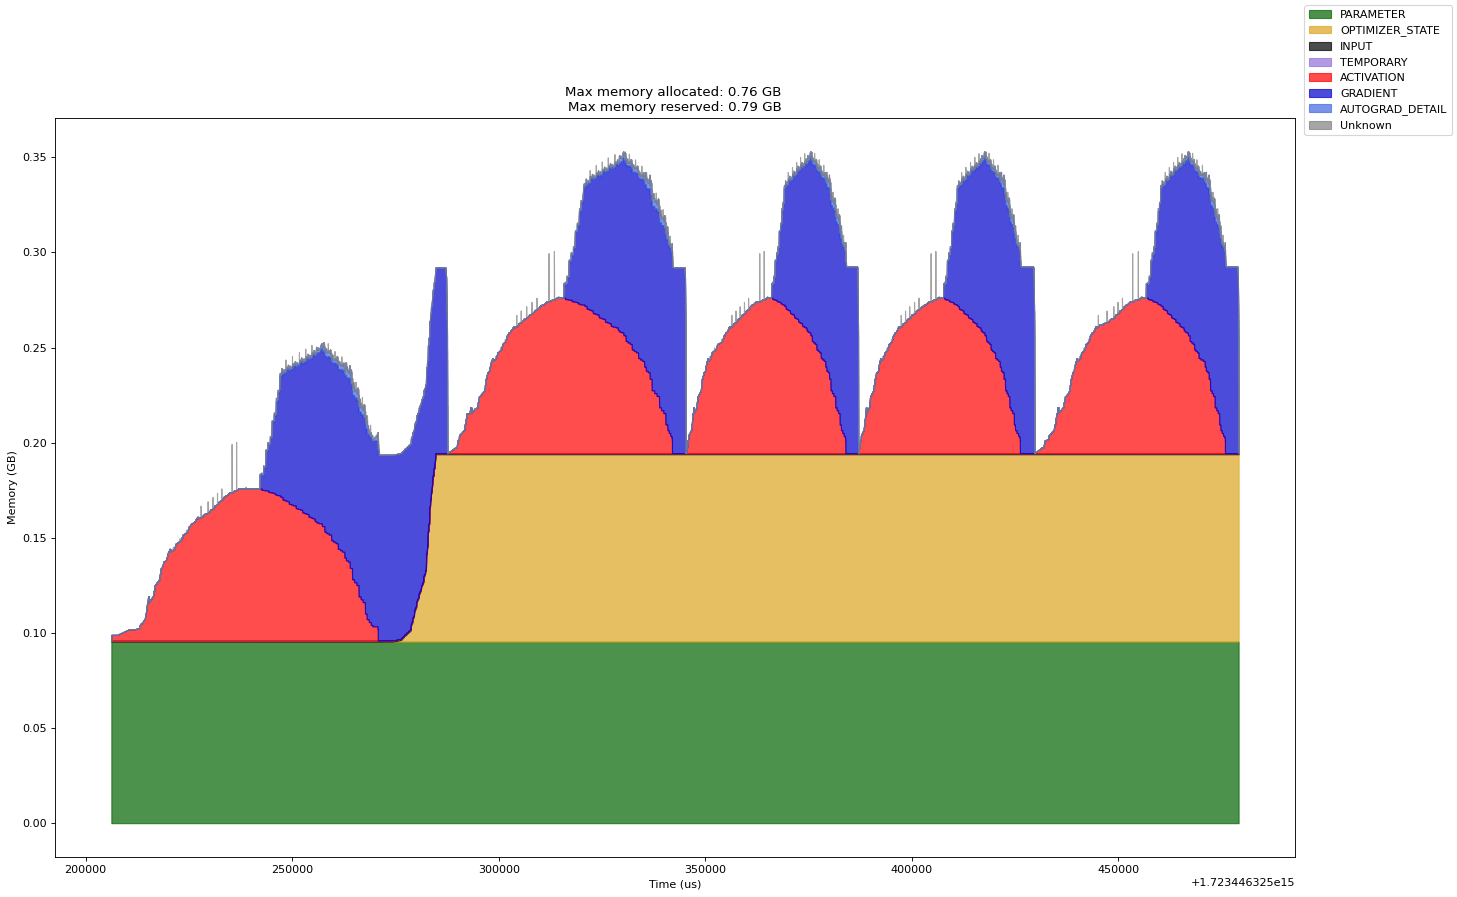 PARAMETER
OPTIMIZER_STATE
INPUT
TEMPORARY
ACTIVATION
GRADIENT
AUTOGRAD_DETAIL
Unknown
Max memory allocated: 0.76 GB
Max memory reserved: 0.79 GB
0.35
0.30
0.25
0.20
0.15
0.10
0.05
0.00
Memory (GB)
200000 250000 300000 350000 400000 450000
Time (us)
+1.723446325e15